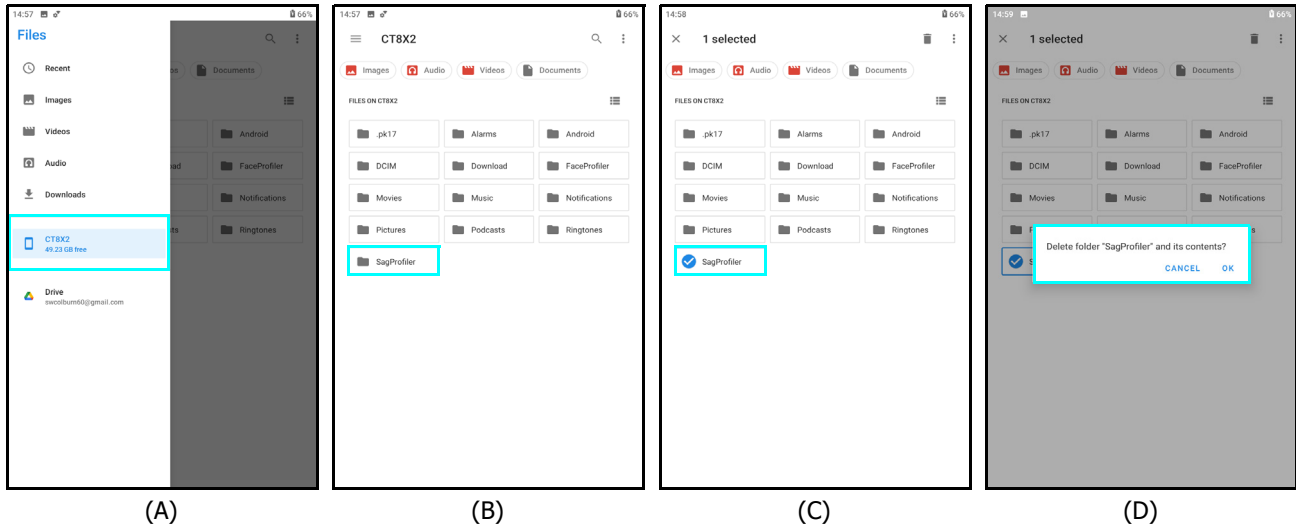 14:57 66%
Files
Recent
Images
Videos
Audio
Downloads
CT8X2
49.23 GB free
Drive
swcolburn60@gmail.com
os Documents
Android
oad FaceProfiler
Notifications
ts Ringtones
(A)
14:57 66%
CT8X2
Images Audio Videos Documents
FILES ON CT8X2
.pk17 Alarms Android
DCIM Download FaceProfiler
Movies Music Notifications
Pictures Podcasts Ringtones
SagProfiler
(B)
14:58 66%
1 selected
Images Audio Videos Documents
FILES ON CT8X2
.pk17 Alarms Android
DCIM Download FaceProfiler
Movies Music Notifications
Pictures Podcasts Ringtones
SagProfiler
(C)
14:59 66%
1 selected
Images Audio Videos Documents
FILES ON CT8X2
.pk17 Alarms Android
DCIM Download FaceProfiler
Movies Music Notifications
P s
S
Delete folder "SagProfiler" and its contents?
CANCEL OK
(D)